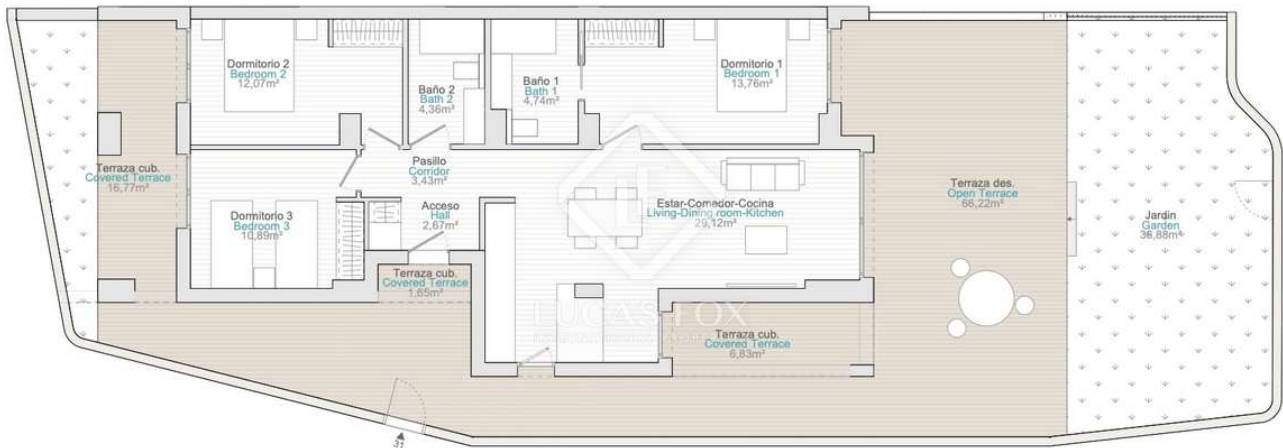 Dormitorio 2
Bedroom 2
12,07m²
Baño 2
Bath 2
4,36m²
Baño 1
Bath 1
4,74m²
Dormitorio 1
Bedroom 1
13,76m²
Terraza cub.
Covered Terrace
16,77m²
Pasillo
Corridor
3,43m²
Acceso
Hall
2,67m²
Dormitorio 3
Bedroom 3
10,89m²
Estar-Comedor-Cocina
Living-Dining room-Kitchen
29,12m²
Terraza des.
Open Terrace
66,22m²
Jardin
Garden
36,88m²
Terraza cub.
Covered Terrace
1,65m²
LUCAS FOX
Terraza cub.
Covered Terrace
6,83m²
31